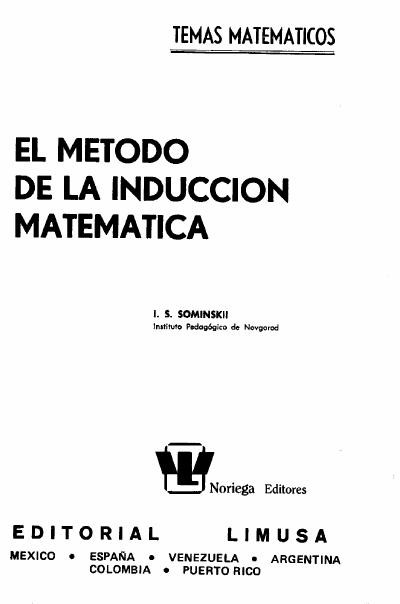 TEMAS MATEMATICOS
EL METODO
DE LA INDUCCION
MATEMATICA
I. S. SOMINSKII
Instituto Pedagógico de Novgorod
Noriega Editores
EDITORIAL LIMUSA
MEXICO • ESPAÑA • VENEZUELA • ARGENTINA
COLOMBIA • PUERTO RICO